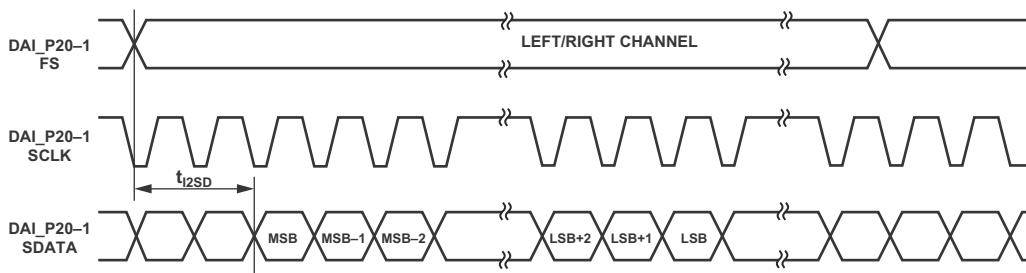 DAI_P20–1
FS
LEFT/RIGHT CHANNEL
DAI_P20–1
SCLK
tI2SD
DAI_P20–1
SDATA
MSB
MSB–1
MSB–2
LSB+2
LSB+1
LSB